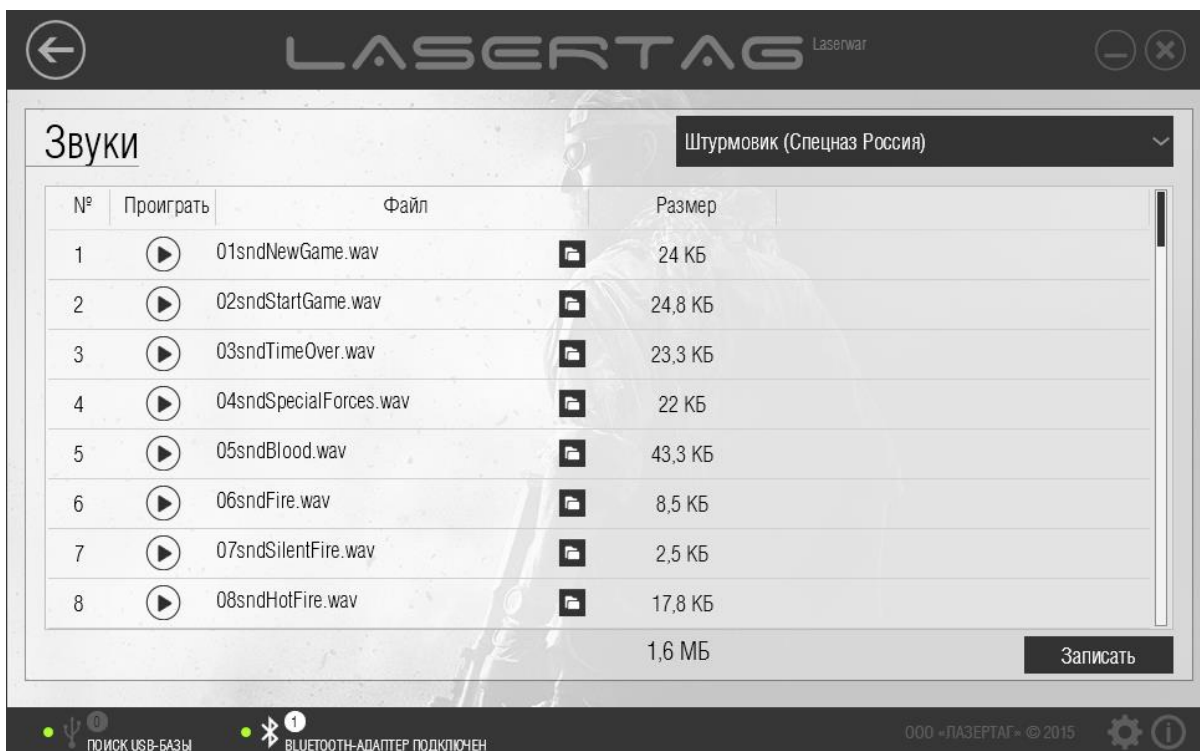 LASERTAG Laserwar
Звуки
Штурмовик (Спецназ Россия)
№ Проиграть Файл Размер
1 01sndNewGame.wav 24 КБ
2 02sndStartGame.wav 24,8 КБ
3 03sndTimeOver.wav 23,3 КБ
4 04sndSpecialForces.wav 22 КБ
5 05sndBlood.wav 43,3 КБ
6 06sndFire.wav 8,5 КБ
7 07sndSilentFire.wav 2,5 КБ
8 08sndHotFire.wav 17,8 КБ
1,6 МБ
Записать
0 ПОИСК USB-БАЗЫ 1 BLUETOOTH-АДАПТЕР ПОДКЛЮЧЕН ООО «ЛАЗЕРТАГ» © 2015